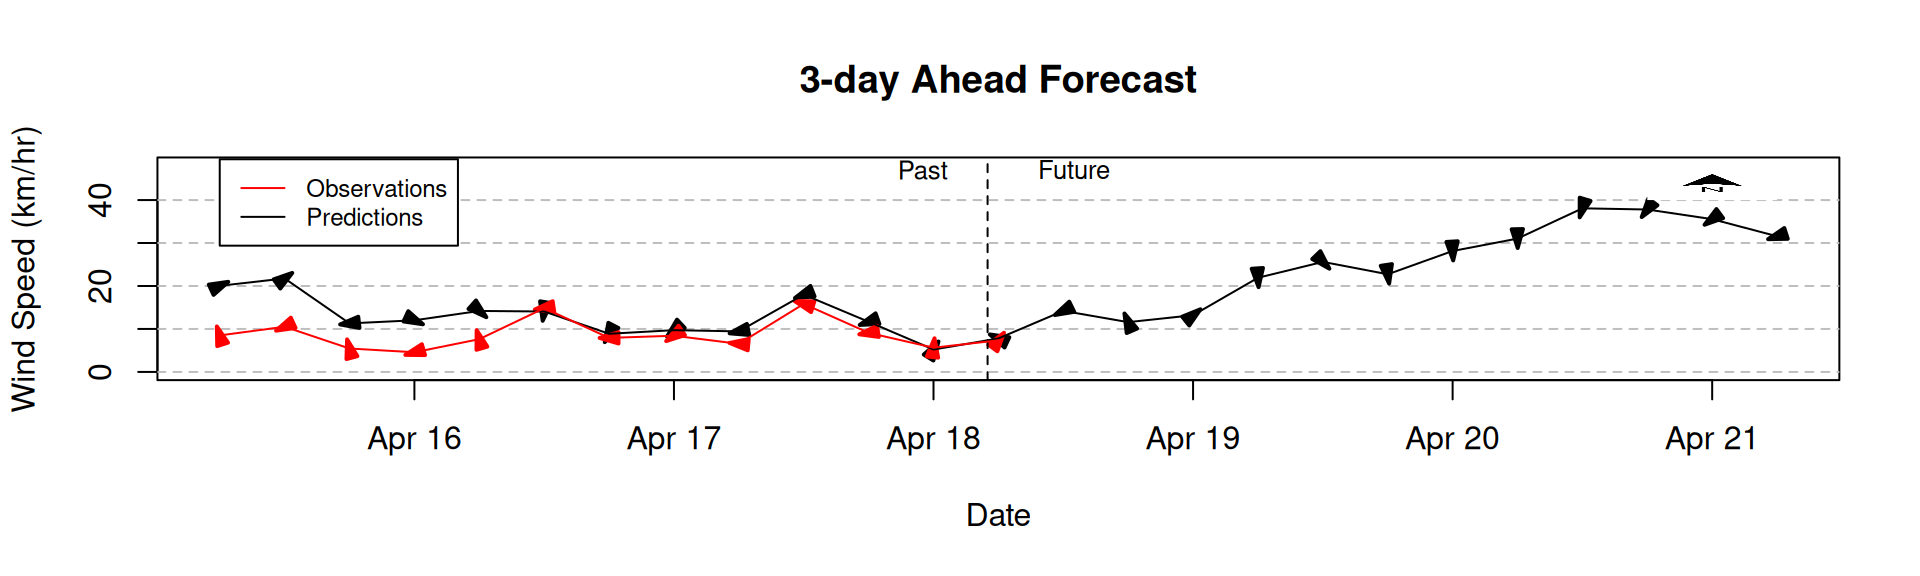 3-day Ahead Forecast
Wind Speed (km/hr)
40
20
0
Observations
Predictions
Past
Future
N
Apr 16
Apr 17
Apr 18
Apr 19
Apr 20
Apr 21
Date